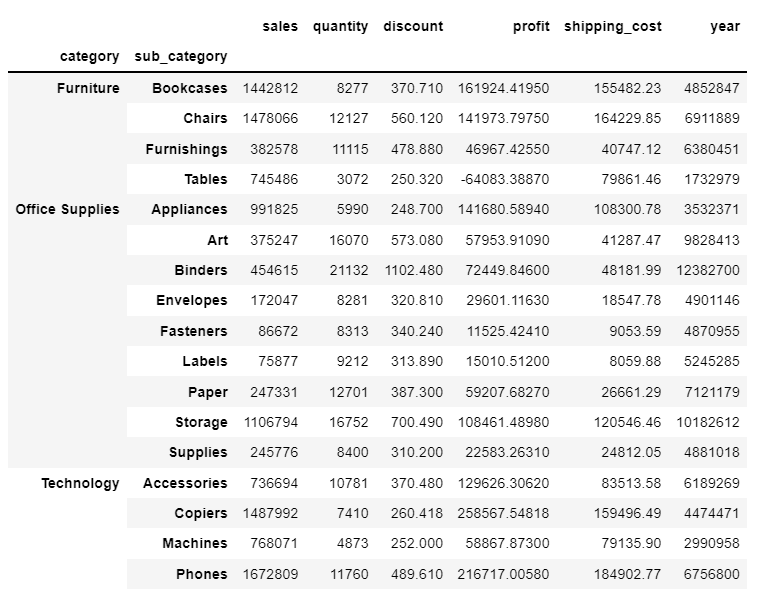 sales quantity discount profit shipping_cost year
category sub_category
Furniture Bookcases 1442812 8277 370.710 161924.41950 155482.23 4852847
Chairs 1478066 12127 560.120 141973.79750 164229.85 6911889
Furnishings 382578 11115 478.880 46967.42550 40747.12 6380451
Tables 745486 3072 250.320 -64083.38870 79861.46 1732979
Office Supplies Appliances 991825 5990 248.700 141680.58940 108300.78 3532371
Art 375247 16070 573.080 57953.91090 41287.47 9828413
Binders 454615 21132 1102.480 72449.84600 48181.99 12382700
Envelopes 172047 8281 320.810 29601.11630 18547.78 4901146
Fasteners 86672 8313 340.240 11525.42410 9053.59 4870955
Labels 75877 9212 313.890 15010.51200 8059.88 5245285
Paper 247331 12701 387.300 59207.68270 26661.29 7121179
Storage 1106794 16752 700.490 108461.48980 120546.46 10182612
Supplies 245776 8400 310.200 22583.26310 24812.05 4881018
Technology Accessories 736694 10781 370.480 129626.30620 83513.58 6189269
Copiers 1487992 7410 260.418 258567.54818 159496.49 4474471
Machines 768071 4873 252.000 58867.87300 79135.90 2990958
Phones 1672809 11760 489.610 216717.00580 184902.77 6756800